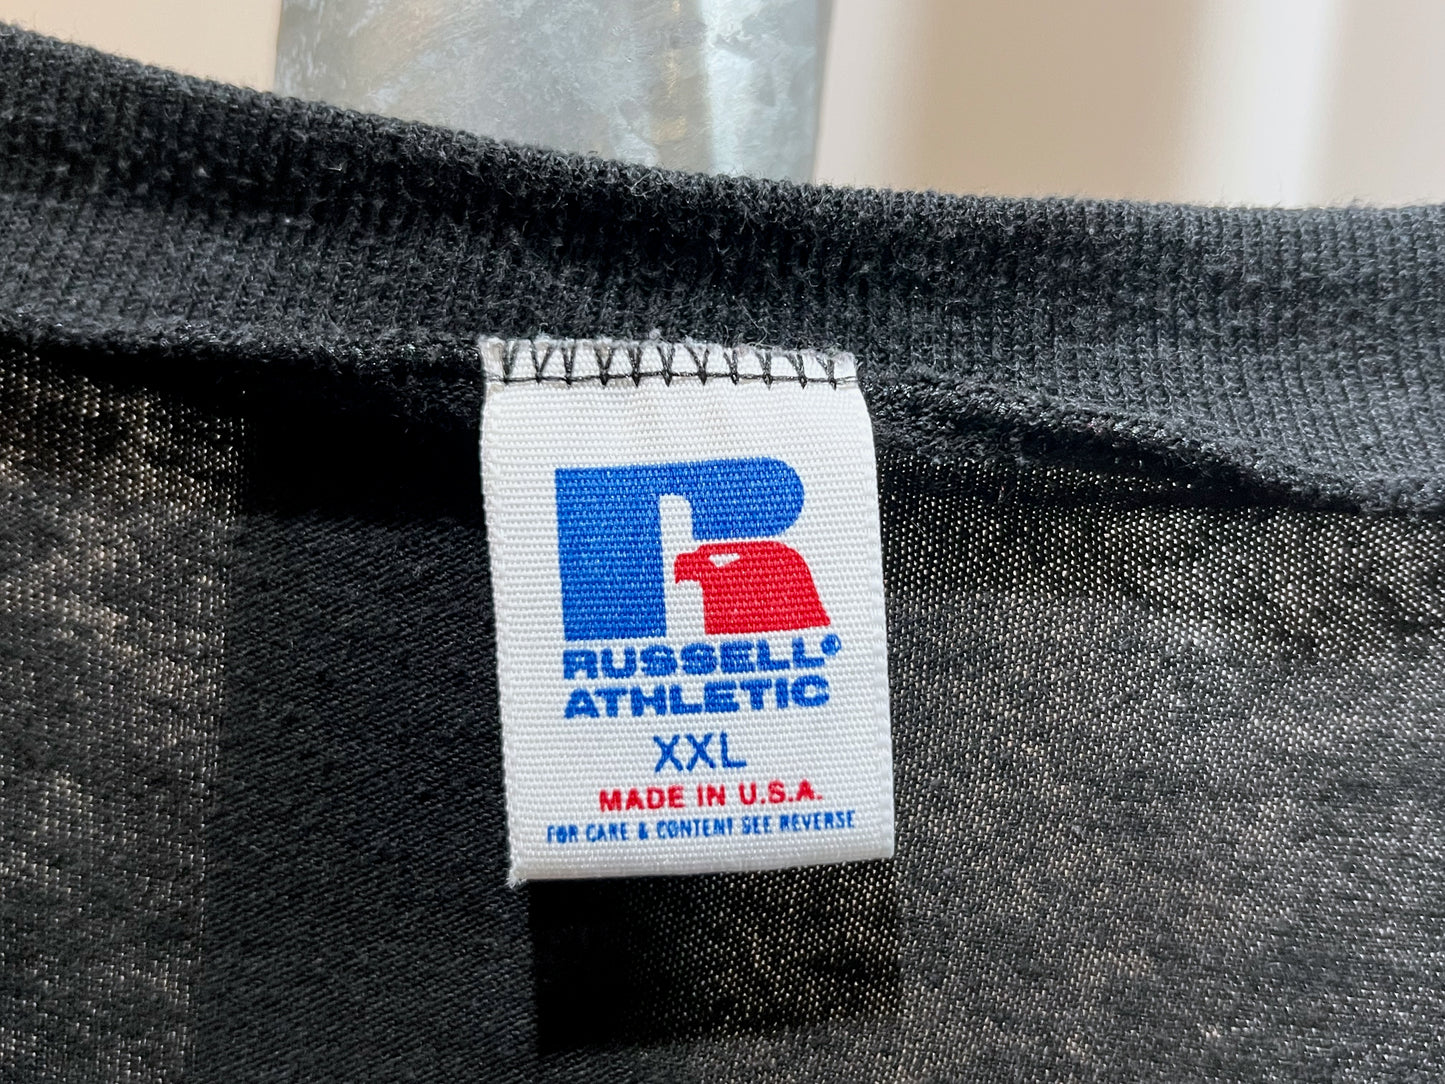 R
RUSSELL®
ATHLETIC
XXL
MADE IN U.S.A.
FOR CARE & CONTENT SEE REVERSE